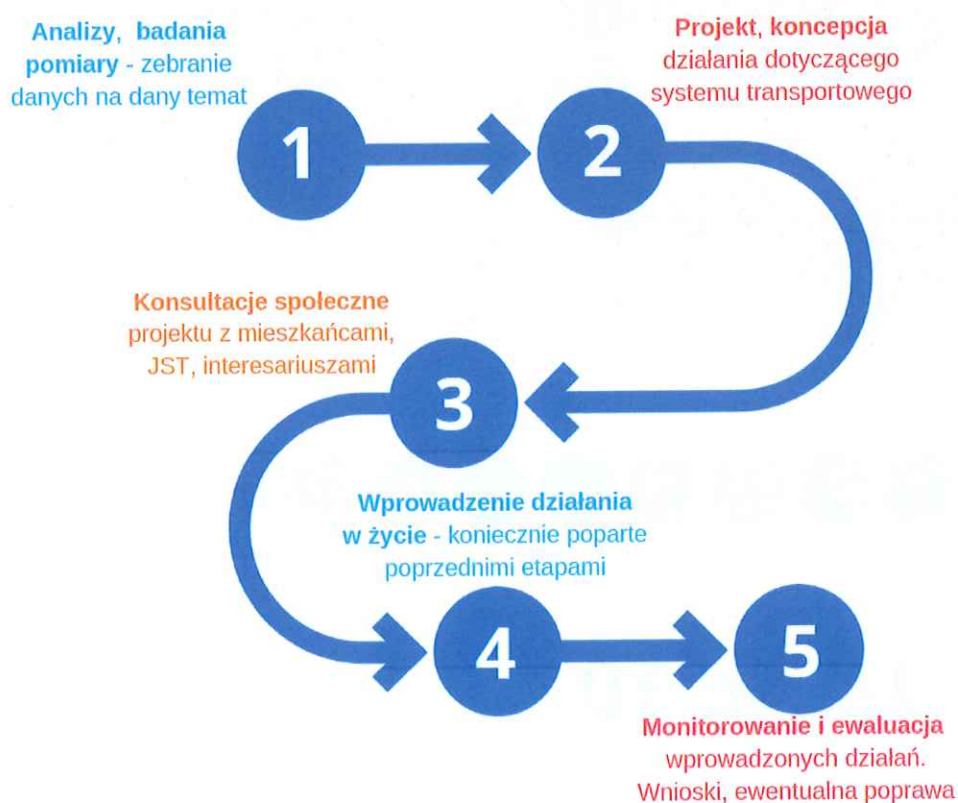 Analizy, badania
pomiary - zebranie
danych na dany temat
1
Projekt, koncepcja
działania dotyczącego
systemu transportowego
2
Konsultacje społeczne
projektu z mieszkańcami,
JST, interesariuszami
3
Wprowadzenie działania
w życie - koniecznie poparte
poprzednimi etapami
4
5
Monitorowanie i ewaluacja
wprowadzonych działań.
Wnioski, ewentualna poprawa